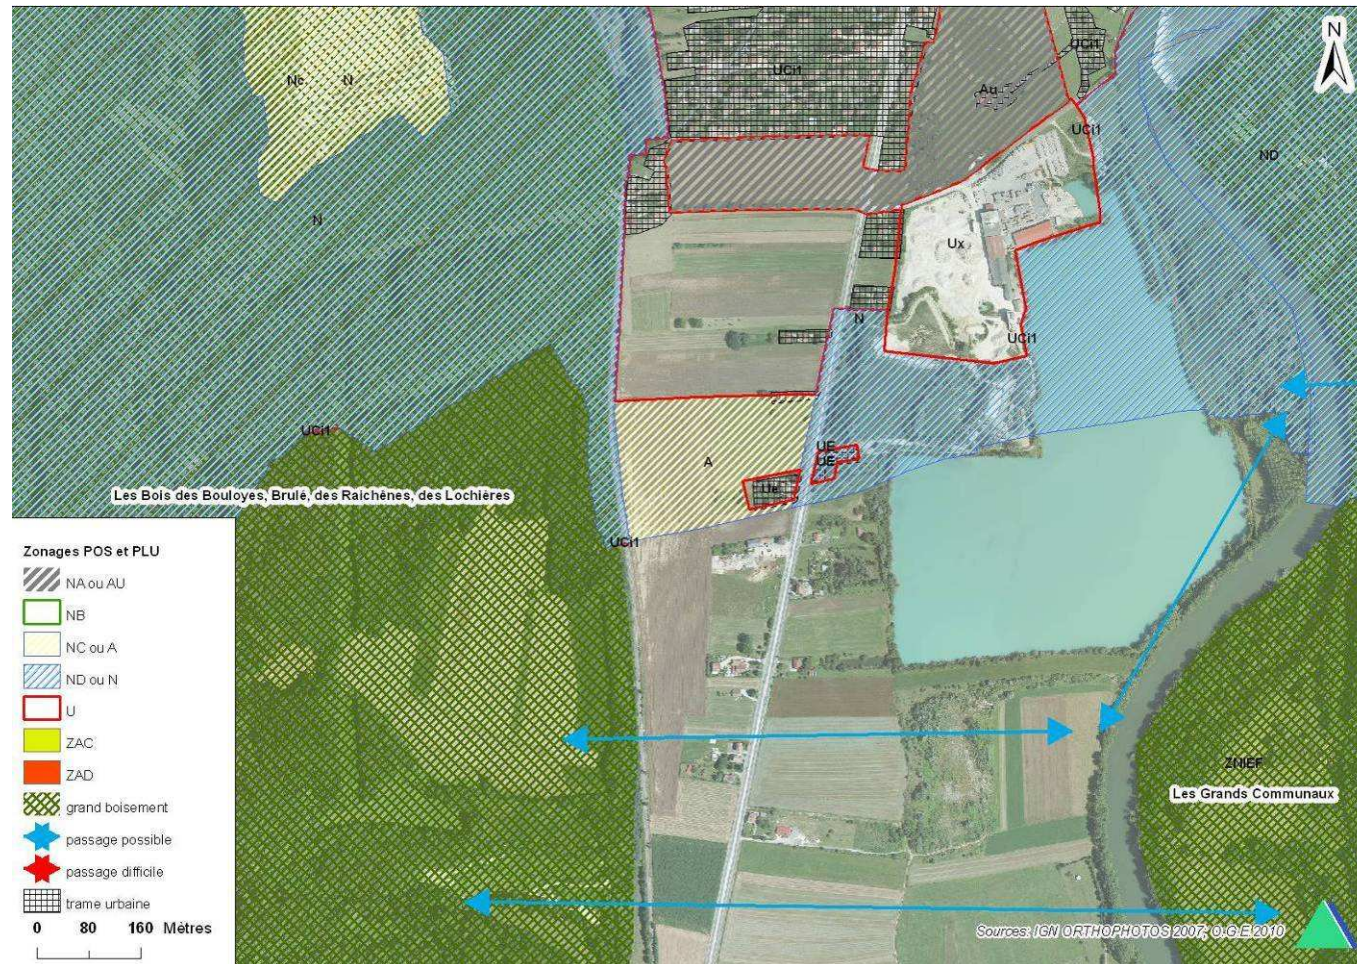 N
UCi1
UCi1
Nc
N
Au
UCi1
ND
N
Ux
N
UCi1
UCi1
UE
A
UE
Les Bois des Bouloyes, Brulé, des Raichênes, des Lochières
UCi1
Zonages POS et PLU
NA ou AU
NB
NC ou A
ND ou N
U
ZAC
ZAD
grand boisement
passage possible
passage difficile
trame urbaine
0 80 160 Mètres
ZNIEF
Les Grands Communaux
Sources: IGN ORTHOPHOTOS 2007, O.G.E 2010